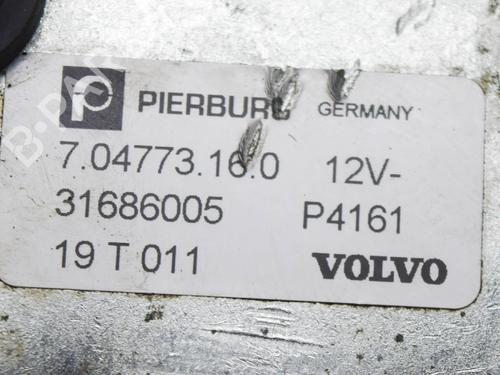 PIERBURG GERMANY
7.04773.16.0 12V-
31686005 P4161
19 T 011 VOLVO